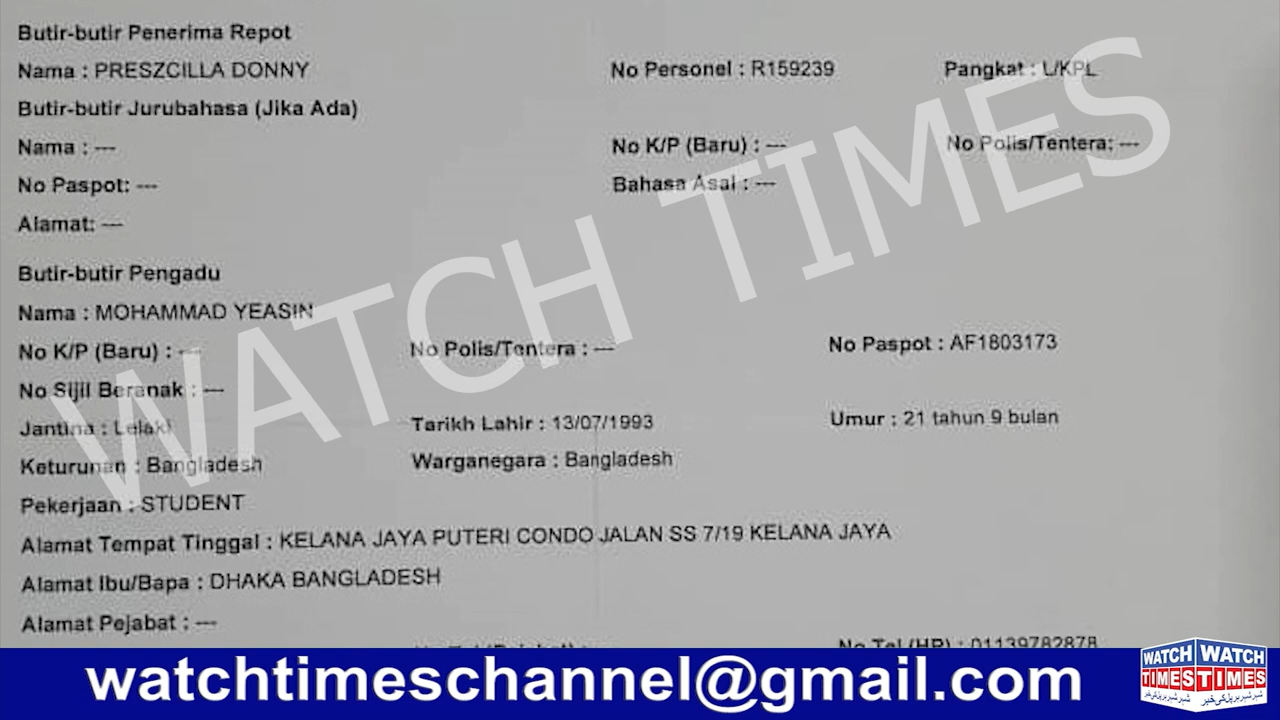 Butir-butir Penerima Repot
Nama : PRESZCILLA DONNY No Personel : R159239 Pangkat : L/KPL
Butir-butir Jurubahasa (Jika Ada)
Nama : --- No K/P (Baru) : --- No Polis/Tentera: ---
No Paspot: --- Bahasa Asal : ---
Alamat: ---
Butir-butir Pengadu
Nama : MOHAMMAD YEASIN
No K/P (Baru) : --- No Polis/Tentera : --- No Paspot : AF1803173
No Sijil Beranak : ---
Jantina : Lelaki Tarikh Lahir : 13/07/1993 Umur : 21 tahun 9 bulan
Keturunan : Bangladesh Warganegara : Bangladesh
Pekerjaan : STUDENT
Alamat Tempat Tinggal : KELANA JAYA PUTERI CONDO JALAN SS 7/19 KELANA JAYA
Alamat Ibu/Bapa : DHAKA BANGLADESH
Alamat Pejabat : ---
No Tel (HP) : 01139782878
WATCH TIMES
watchtimeschannel@gmail.com
WATCH WATCH
TIMES TIMES